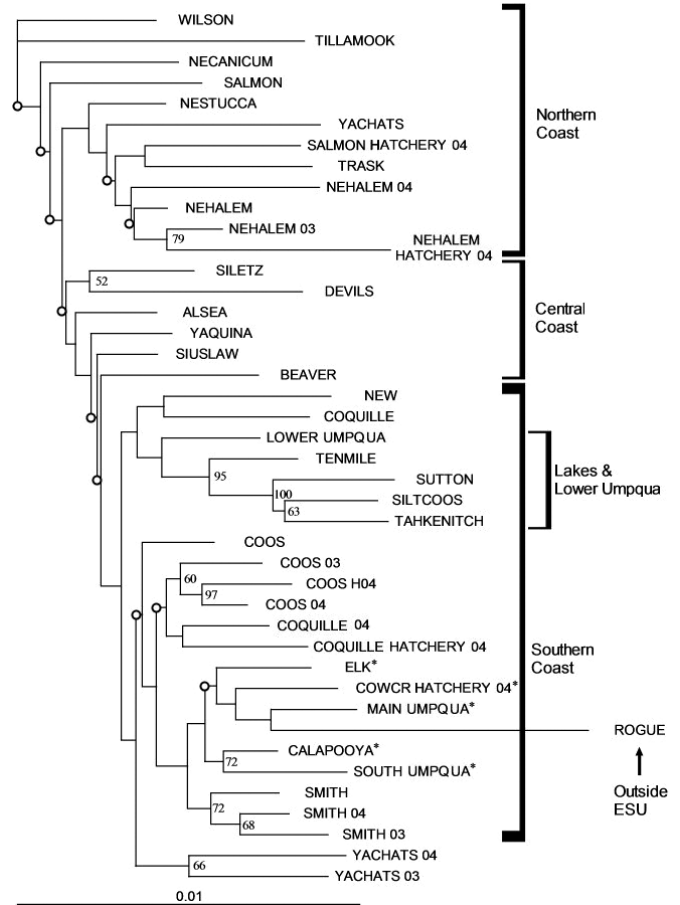 WILSON
TILLAMOOK
NECANICUM
SALMON
NESTUCCA
YACHATS
SALMON HATCHERY 04
TRASK
NEHALEM 04
NEHALEM
NEHALEM 03
79
NEHALEM
HATCHERY 04
Northern
Coast
SILETZ
52
DEVILS
ALSEA
YAQUINA
SIUSLAW
BEAVER
Central
Coast
NEW
COQUILLE
LOWER UMPQUA
TENMILE
95
SUTTON
100
SILTCOOS
63
TAHKENITCH
Lakes &
Lower Umpqua
COOS
COOS 03
60
COOS H04
97
COOS 04
COQUILLE 04
COQUILLE HATCHERY 04
Southern
Coast
ELK*
COWCR HATCHERY 04*
MAIN UMPQUA*
ROGUE
CALAPOOYA*
72
SOUTH UMPQUA*
Outside
ESU
SMITH
72
SMITH 04
68
SMITH 03
YACHATS 04
66
YACHATS 03
0.01